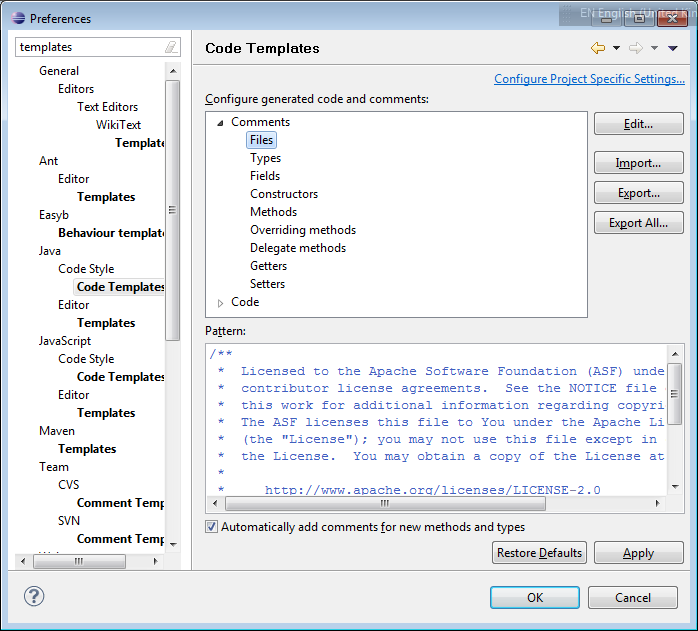 Preferences
EN English (United Kin
templates
General
Editors
Text Editors
WikiText
Template
Ant
Editor
Templates
Easyb
Behaviour template
Java
Code Style
Code Templates
Editor
Templates
JavaScript
Code Style
Code Templates
Editor
Templates
Maven
Templates
Team
CVS
Comment Temp
SVN
Comment Temp
Code Templates
Configure Project Specific Settings...
Configure generated code and comments:
Comments
Files
Types
Fields
Constructors
Methods
Overriding methods
Delegate methods
Getters
Setters
Code
Edit...
Import...
Export...
Export All...
Pattern:
/**
* Licensed to the Apache Software Foundation (ASF) unde
* contributor license agreements. See the NOTICE file
* this work for additional information regarding copyri
* The ASF licenses this file to You under the Apache Li
* (the "License"); you may not use this file except in
* the License. You may obtain a copy of the License at
*
* http://www.apache.org/licenses/LICENSE-2.0
Automatically add comments for new methods and types
Restore Defaults
Apply
?
OK
Cancel